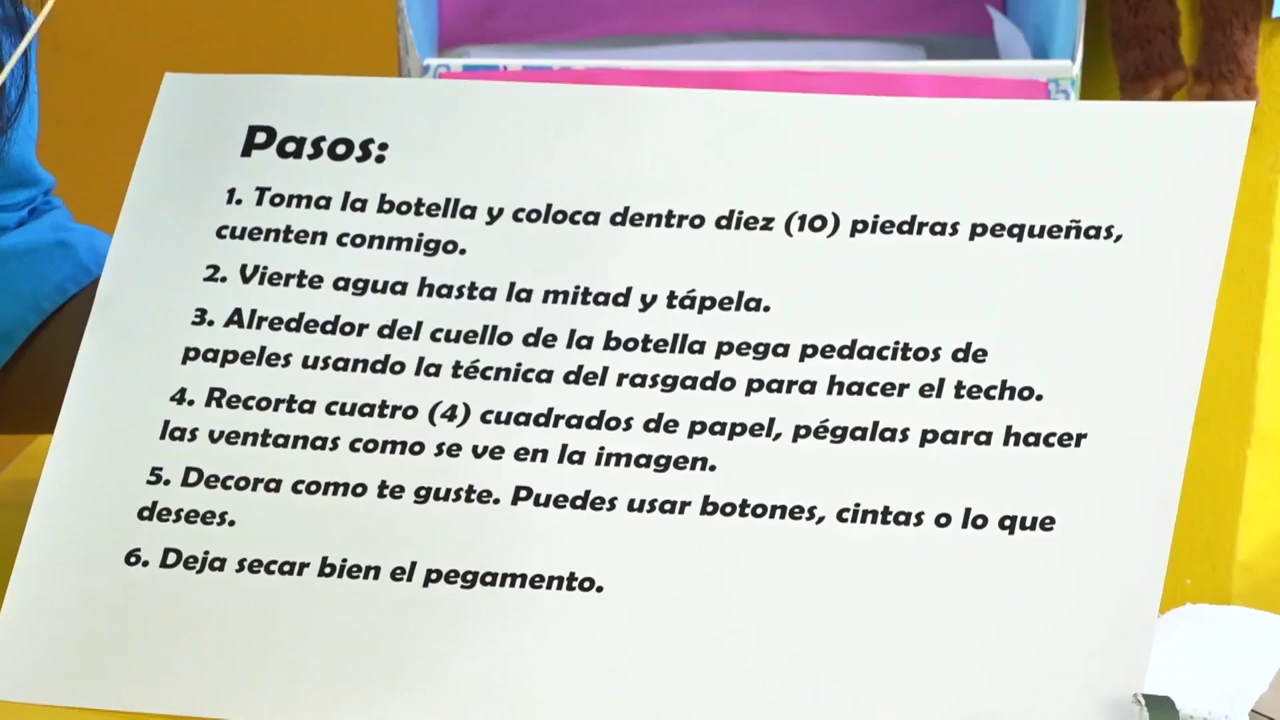 Pasos:
1. Toma la botella y coloca dentro diez (10) piedras pequeñas,
cuenten conmigo.
2. Vierte agua hasta la mitad y tápela.
3. Alrededor del cuello de la botella pega pedacitos de
papeles usando la técnica del rasgado para hacer el techo.
4. Recorta cuatro (4) cuadrados de papel, pégalas para hacer
las ventanas como se ve en la imagen.
5. Decora como te guste. Puedes usar botones, cintas o lo que
desees.
6. Deja secar bien el pegamento.